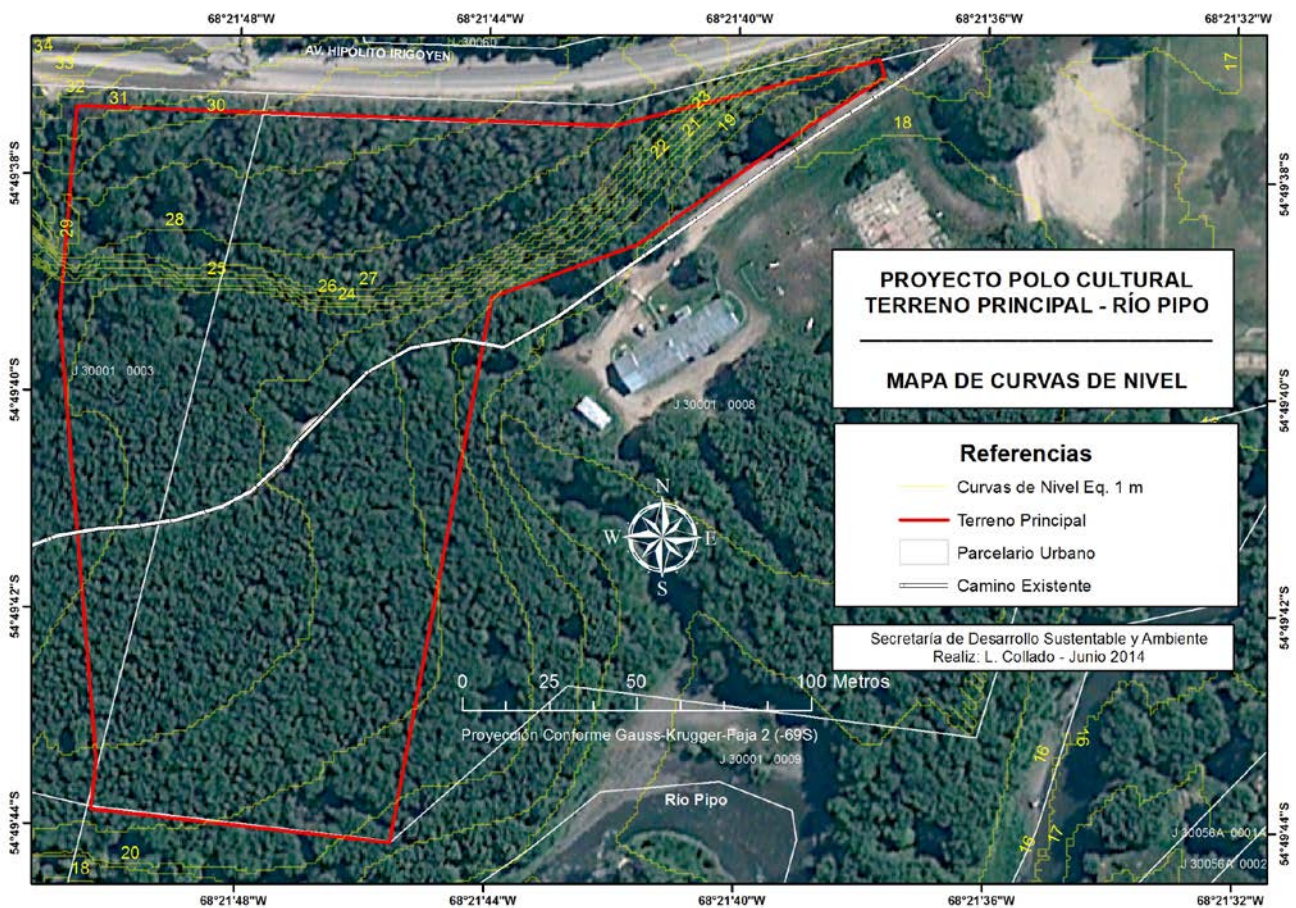 68°21'48"W 68°21'44"W 68°21'40"W 68°21'36"W 68°21'32"W
34
33
32
31
30
AV. HIPÓLITO IRIGOYEN
17
23
21
19
22
18
54°49'38"S
54°49'38"S
29
28
25
26
24
27
PROYECTO POLO CULTURAL
TERRENO PRINCIPAL - RÍO PIPO
MAPA DE CURVAS DE NIVEL
J 30001 0003
54°49'40"S
54°49'40"S
J 30001 0008
Referencias
Curvas de Nivel Eq. 1 m
Terreno Principal
Parcelario Urbano
Camino Existente
N
W
E
S
54°49'42"S
54°49'42"S
Secretaría de Desarrollo Sustentable y Ambiente
Realiz: L. Collado - Junio 2014
0 25 50 100 Metros
Proyección Conforme Gauss-Krugger-Faja 2 (-69S)
J 30001 0009
16
16
Río Pipo
54°49'44"S
54°49'44"S
16
17
J 30056A 0001A
J 30056A 0002
20
18
68°21'48"W 68°21'44"W 68°21'40"W 68°21'36"W 68°21'32"W